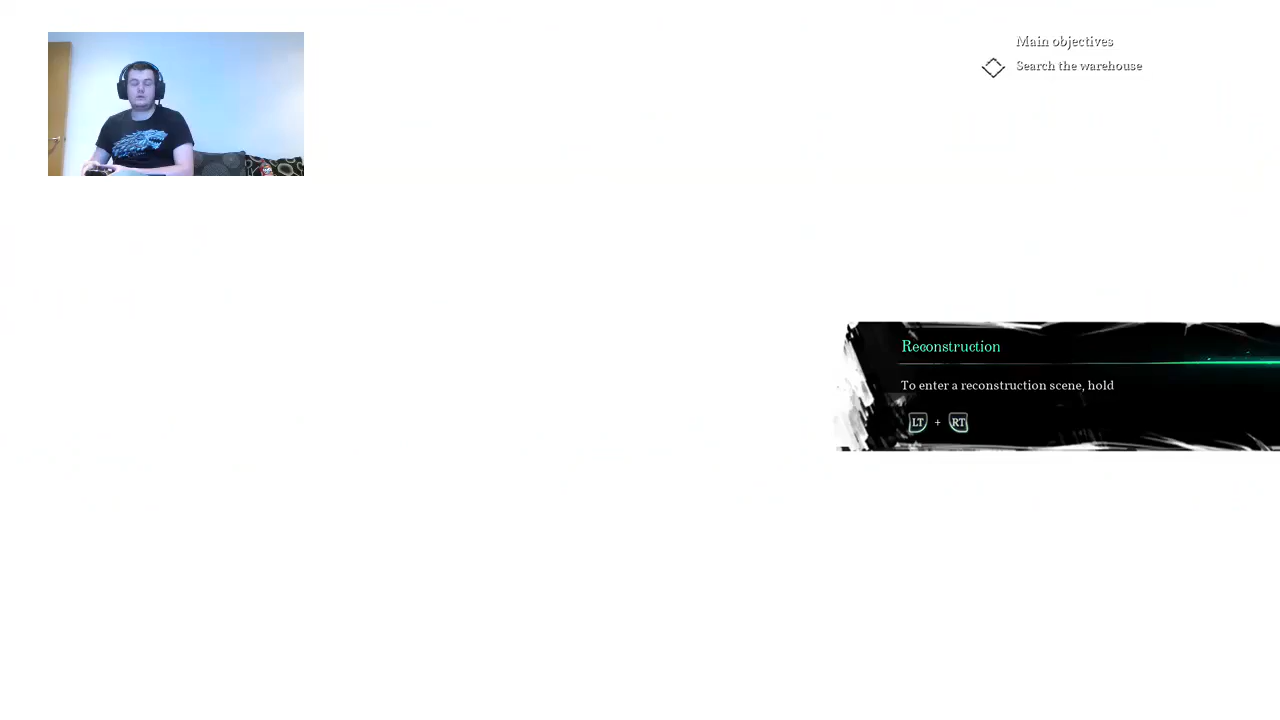 Main objectives
Search the warehouse
Reconstruction
To enter a reconstruction scene, hold
LT + RT